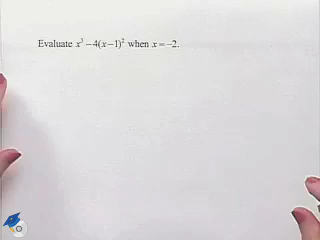 Evaluate x³ – 4(x – 1)² when x = –2.